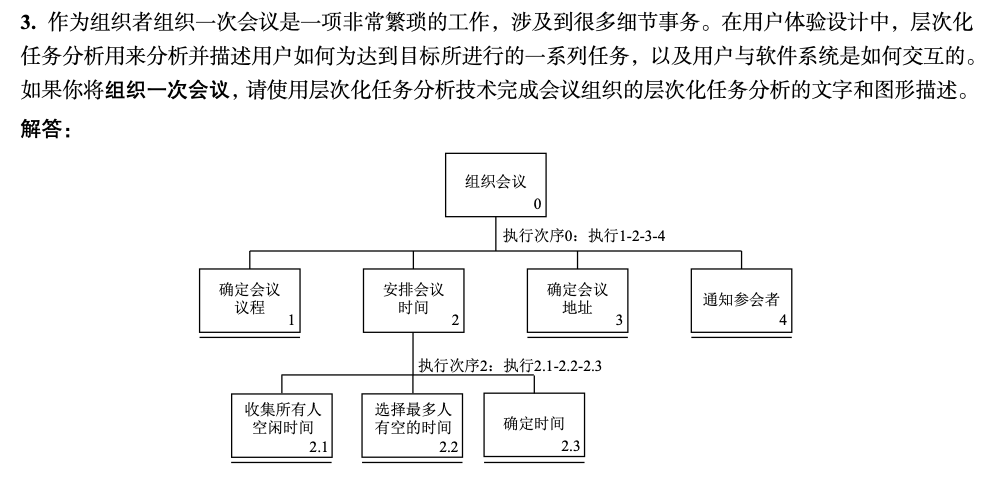 3. 作为组织者组织一次会议是一项非常繁琐的工作，涉及到很多细节事务。在用户体验设计中，层次化
任务分析用来分析并描述用户如何为达到目标所进行的一系列任务，以及用户与软件系统是如何交互的。
如果你将组织一次会议，请使用层次化任务分析技术完成会议组织的层次化任务分析的文字和图形描述。
解答：
组织会议
0
执行次序0：执行1-2-3-4
确定会议
议程
1
安排会议
时间
2
确定会议
地址
3
通知参会者
4
执行次序2：执行2.1-2.2-2.3
收集所有人
空闲时间
2.1
选择最多人
有空的时间
2.2
确定时间
2.3